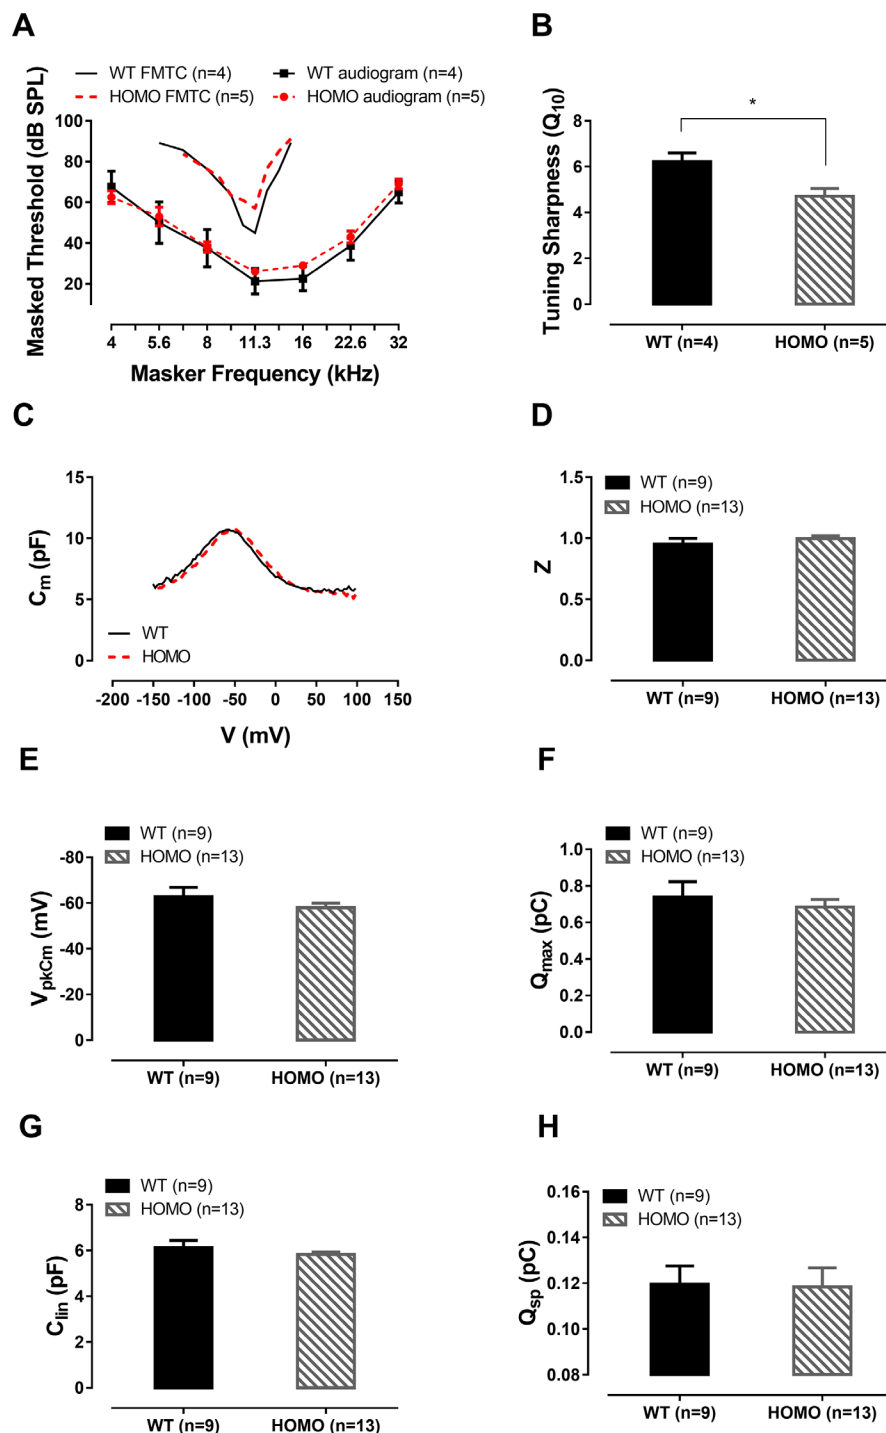 A
WT FMTC (n=4)
WT audiogram (n=4)
HOMO FMTC (n=5)
HOMO audiogram (n=5)
Masked Threshold (dB SPL)
100
80
60
40
20
4 5.6 8 11.3 16 22.6 32
Masker Frequency (kHz)
B
*
Tuning Sharpness (Q10)
8
6
4
2
0
WT (n=4) HOMO (n=5)
C
Cm (pF)
15
10
5
0
WT
HOMO
-200 -150 -100 -50 0 50 100 150
V (mV)
D
WT (n=9)
HOMO (n=13)
Z
1.5
1.0
0.5
0.0
WT (n=9) HOMO (n=13)
E
WT (n=9)
HOMO (n=13)
VpkCm (mV)
-80
-60
-40
-20
0
WT (n=9) HOMO (n=13)
F
WT (n=9)
HOMO (n=13)
Qmax (pC)
1.0
0.8
0.6
0.4
0.2
0.0
WT (n=9) HOMO (n=13)
G
WT (n=9)
HOMO (n=13)
Clin (pF)
8
6
4
2
0
WT (n=9) HOMO (n=13)
H
WT (n=9)
HOMO (n=13)
Qsp (pC)
0.16
0.14
0.12
0.10
0.08
WT (n=9) HOMO (n=13)